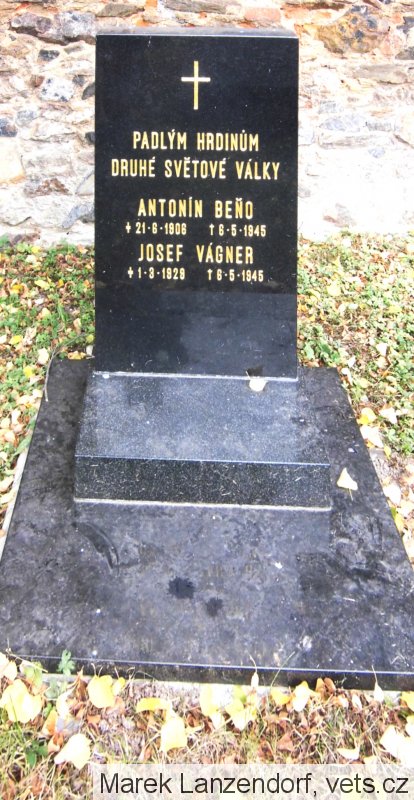 PADLÝM HRDINŮM
DRUHÉ SVĚTOVÉ VÁLKY
ANTONÍN BEŇO
* 21-6-1906 † 6-5-1945
JOSEF VÁGNER
* 1-3-1929 † 6-5-1945
Marek Lanzendorf, vets.cz